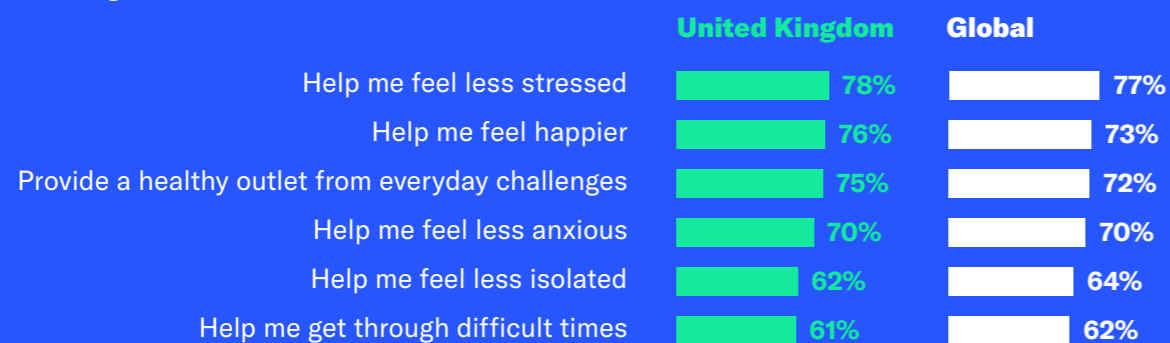 United Kingdom Global
Help me feel less stressed 78% 77%
Help me feel happier 76% 73%
Provide a healthy outlet from everyday challenges 75% 72%
Help me feel less anxious 70% 70%
Help me feel less isolated 62% 64%
Help me get through difficult times 61% 62%